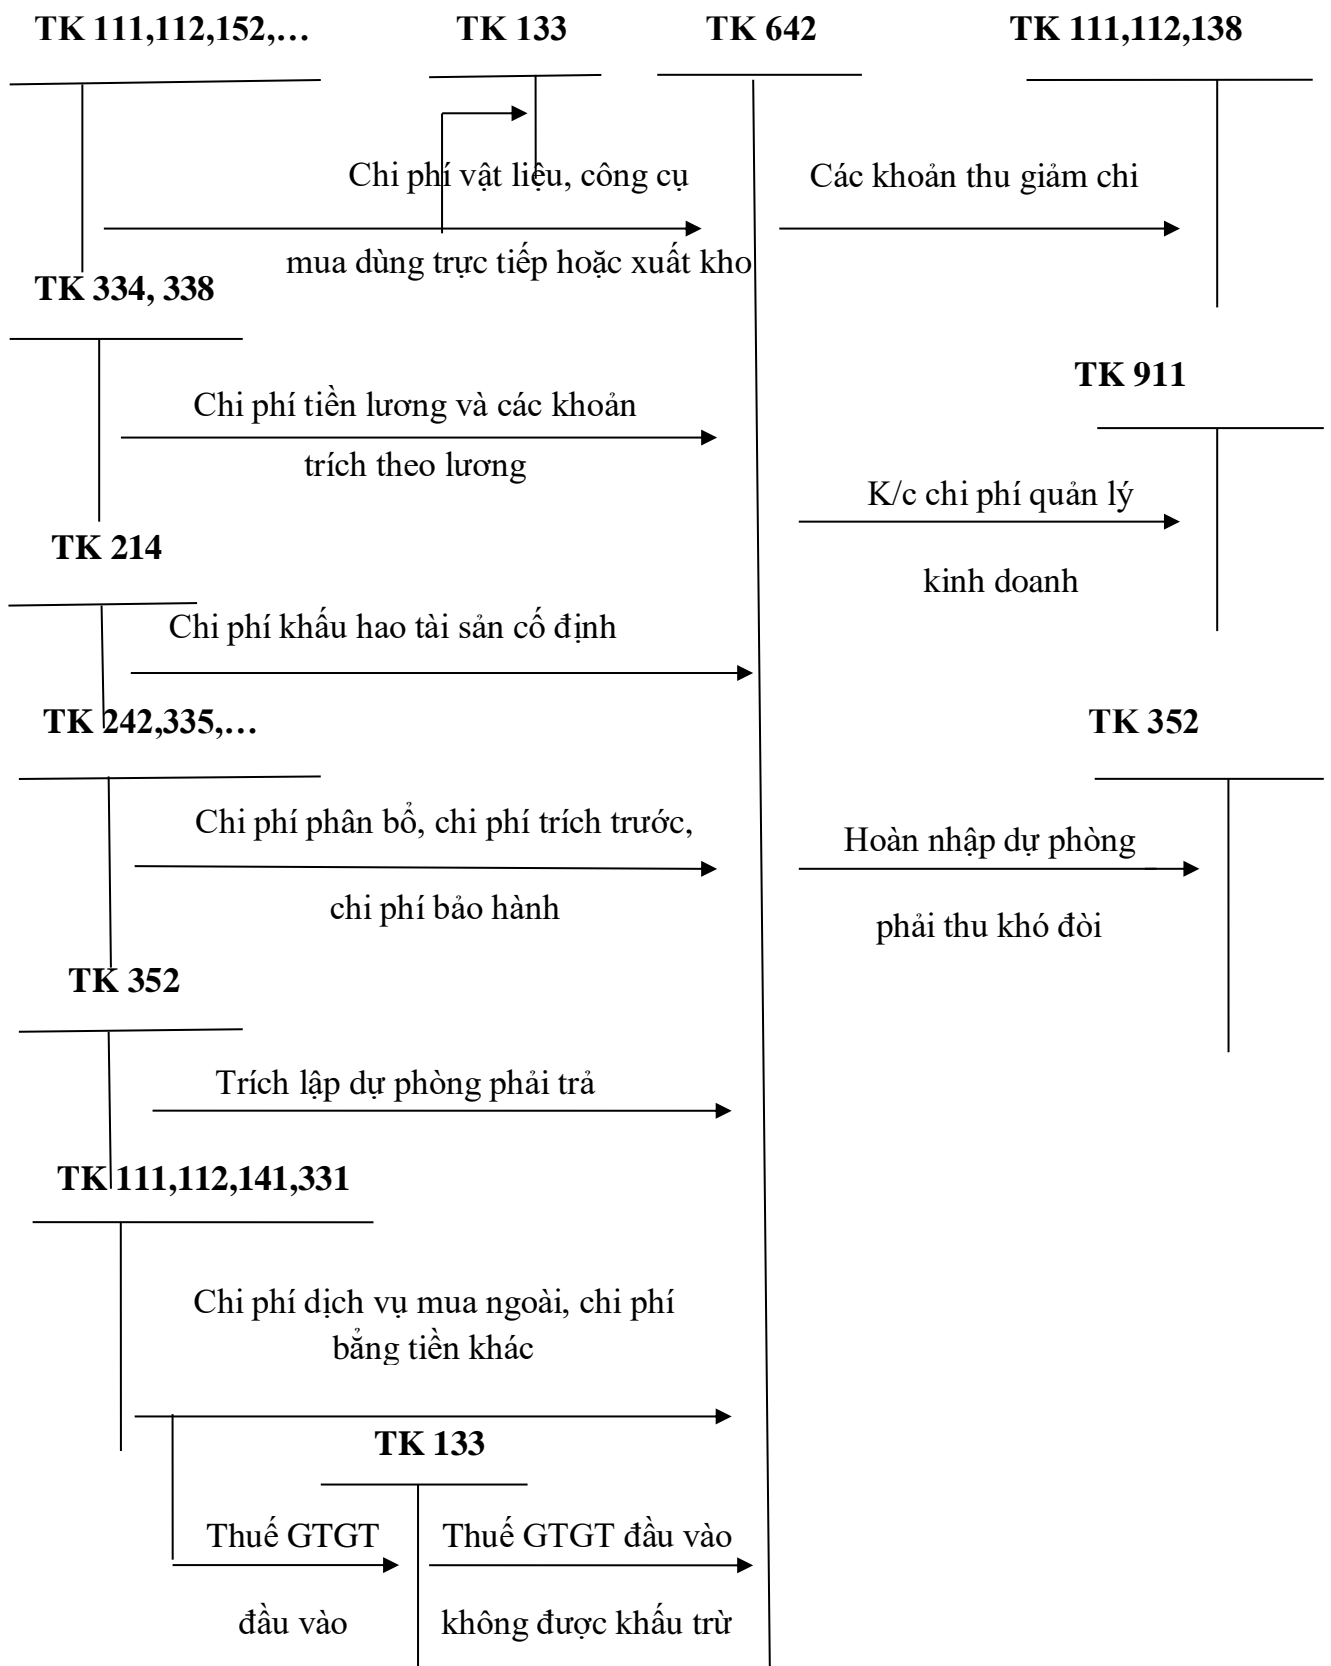 TK 111,112,152,… TK 133 TK 642 TK 111,112,138
Chi phí vật liệu, công cụ
mua dùng trực tiếp hoặc xuất kho
Các khoản thu giảm chi
TK 334, 338
TK 911
Chi phí tiền lương và các khoản
trích theo lương
K/c chi phí quản lý
kinh doanh
TK 214
Chi phí khấu hao tài sản cố định
TK 242,335,…
TK 352
Chi phí phân bổ, chi phí trích trước,
chi phí bảo hành
Hoàn nhập dự phòng
phải thu khó đòi
TK 352
Trích lập dự phòng phải trả
TK 111,112,141,331
Chi phí dịch vụ mua ngoài, chi phí
bẳng tiền khác
TK 133
Thuế GTGT
đầu vào
Thuế GTGT đầu vào
không được khấu trừ